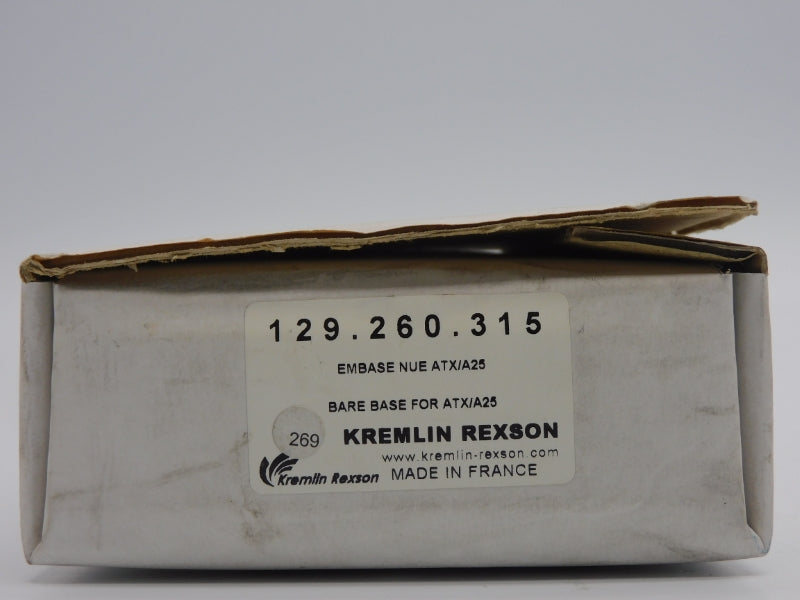 129.260.315
EMBASE NUE ATX/A25
BARE BASE FOR ATX/A25
269 KREMLIN REXSON
www.kremlin-rexson.com
Kremlin Rexson MADE IN FRANCE